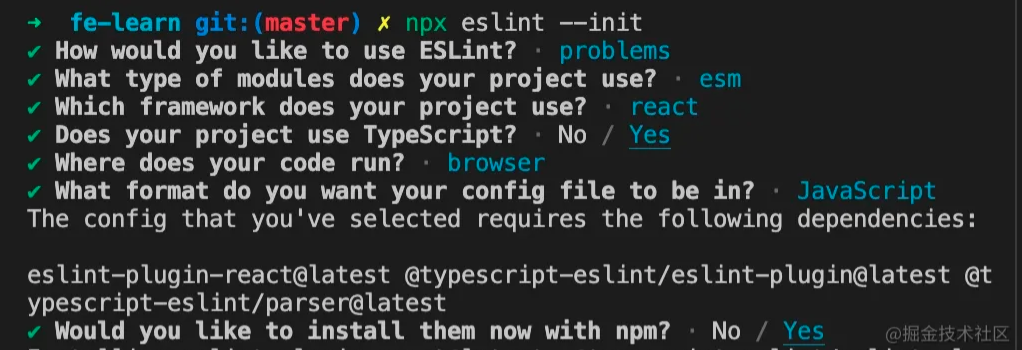 ➜  fe-learn git:(master) ✗ npx eslint --init
✔ How would you like to use ESLint? · problems
✔ What type of modules does your project use? · esm
✔ Which framework does your project use? · react
✔ Does your project use TypeScript? · No / Yes
✔ Where does your code run? · browser
✔ What format do you want your config file to be in? · JavaScript
The config that you've selected requires the following dependencies:
eslint-plugin-react@latest @typescript-eslint/eslint-plugin@latest @t
ypescript-eslint/parser@latest
✔ Would you like to install them now with npm? · No / Yes
@掘金技术社区